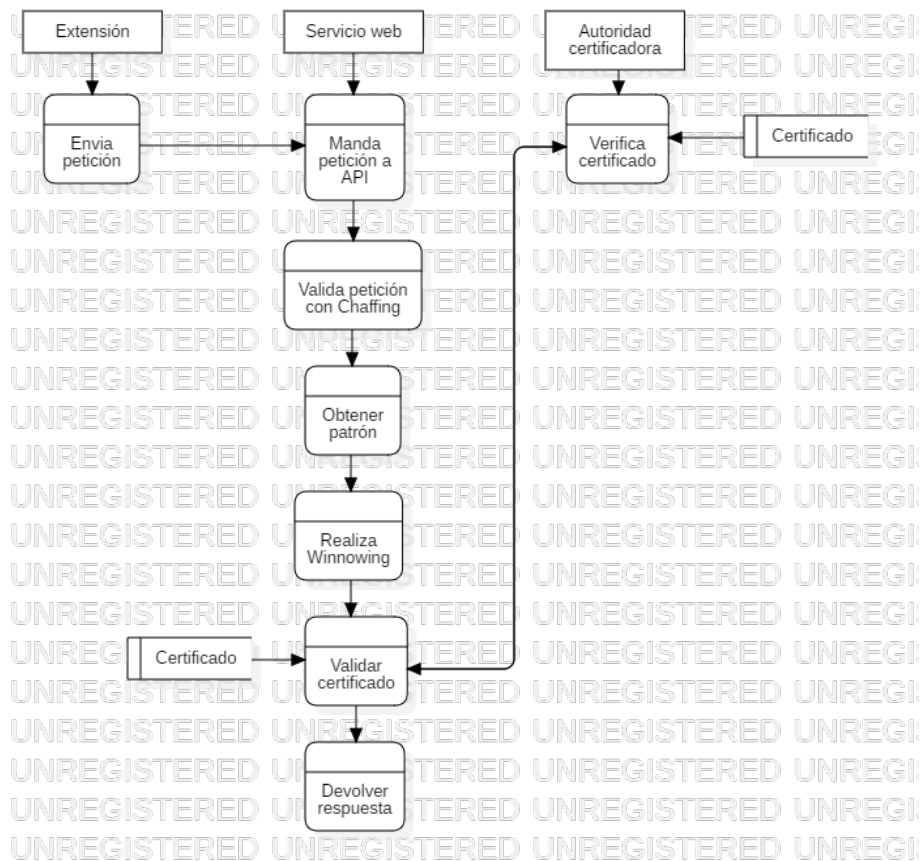 Extensión
Servicio web
Autoridad
certificadora
Envia
petición
Manda
petición a
API
Verifica
certificado
Certificado
Valida petición
con Chaffing
Obtener
patrón
Realiza
Winnowing
Certificado
Validar
certificado
Devolver
respuesta
UNREGISTERED